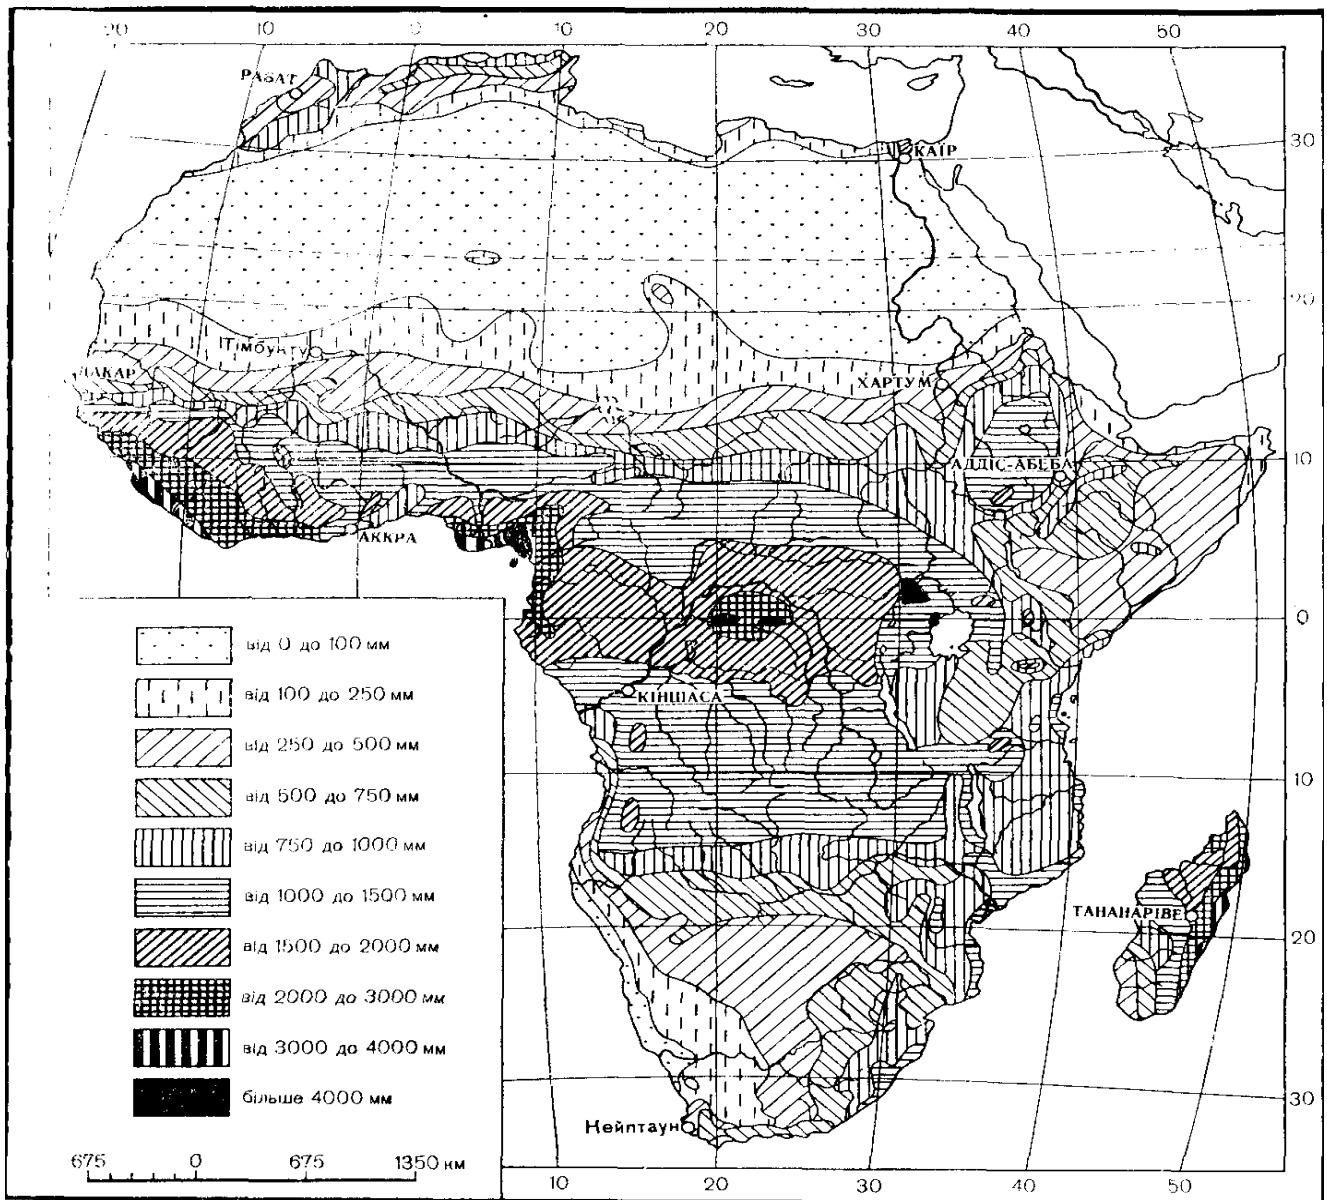 20 10 0 10 20 30 40 50
РАБАТ
30
КАЇР
20
Тімбукту
ДАКАР
ХАРТУМ
10
АДДІС-АБЕБА
АККРА
0
від 0 до 100 мм
від 100 до 250 мм
КІНШАСА
від 250 до 500 мм
від 500 до 750 мм
10
від 750 до 1000 мм
від 1000 до 1500 мм
ТАНАНАРІВЕ
від 1500 до 2000 мм
20
від 2000 до 3000 мм
від 3000 до 4000 мм
більше 4000 мм
30
Кейптаун
675 0 675 1350 км
10 20 30 40 50